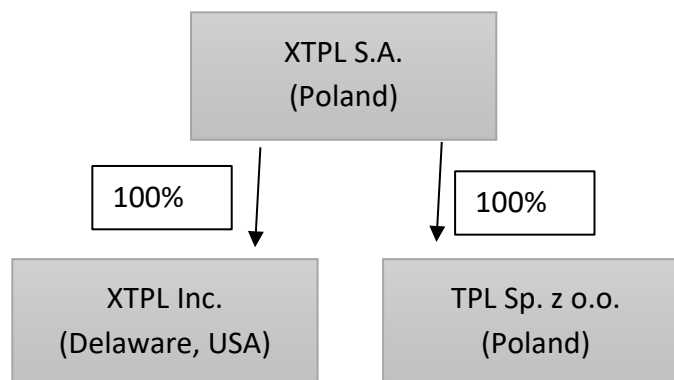 XTPL S.A.
(Poland)
100%
100%
XTPL Inc.
(Delaware, USA)
TPL Sp. z o.o.
(Poland)